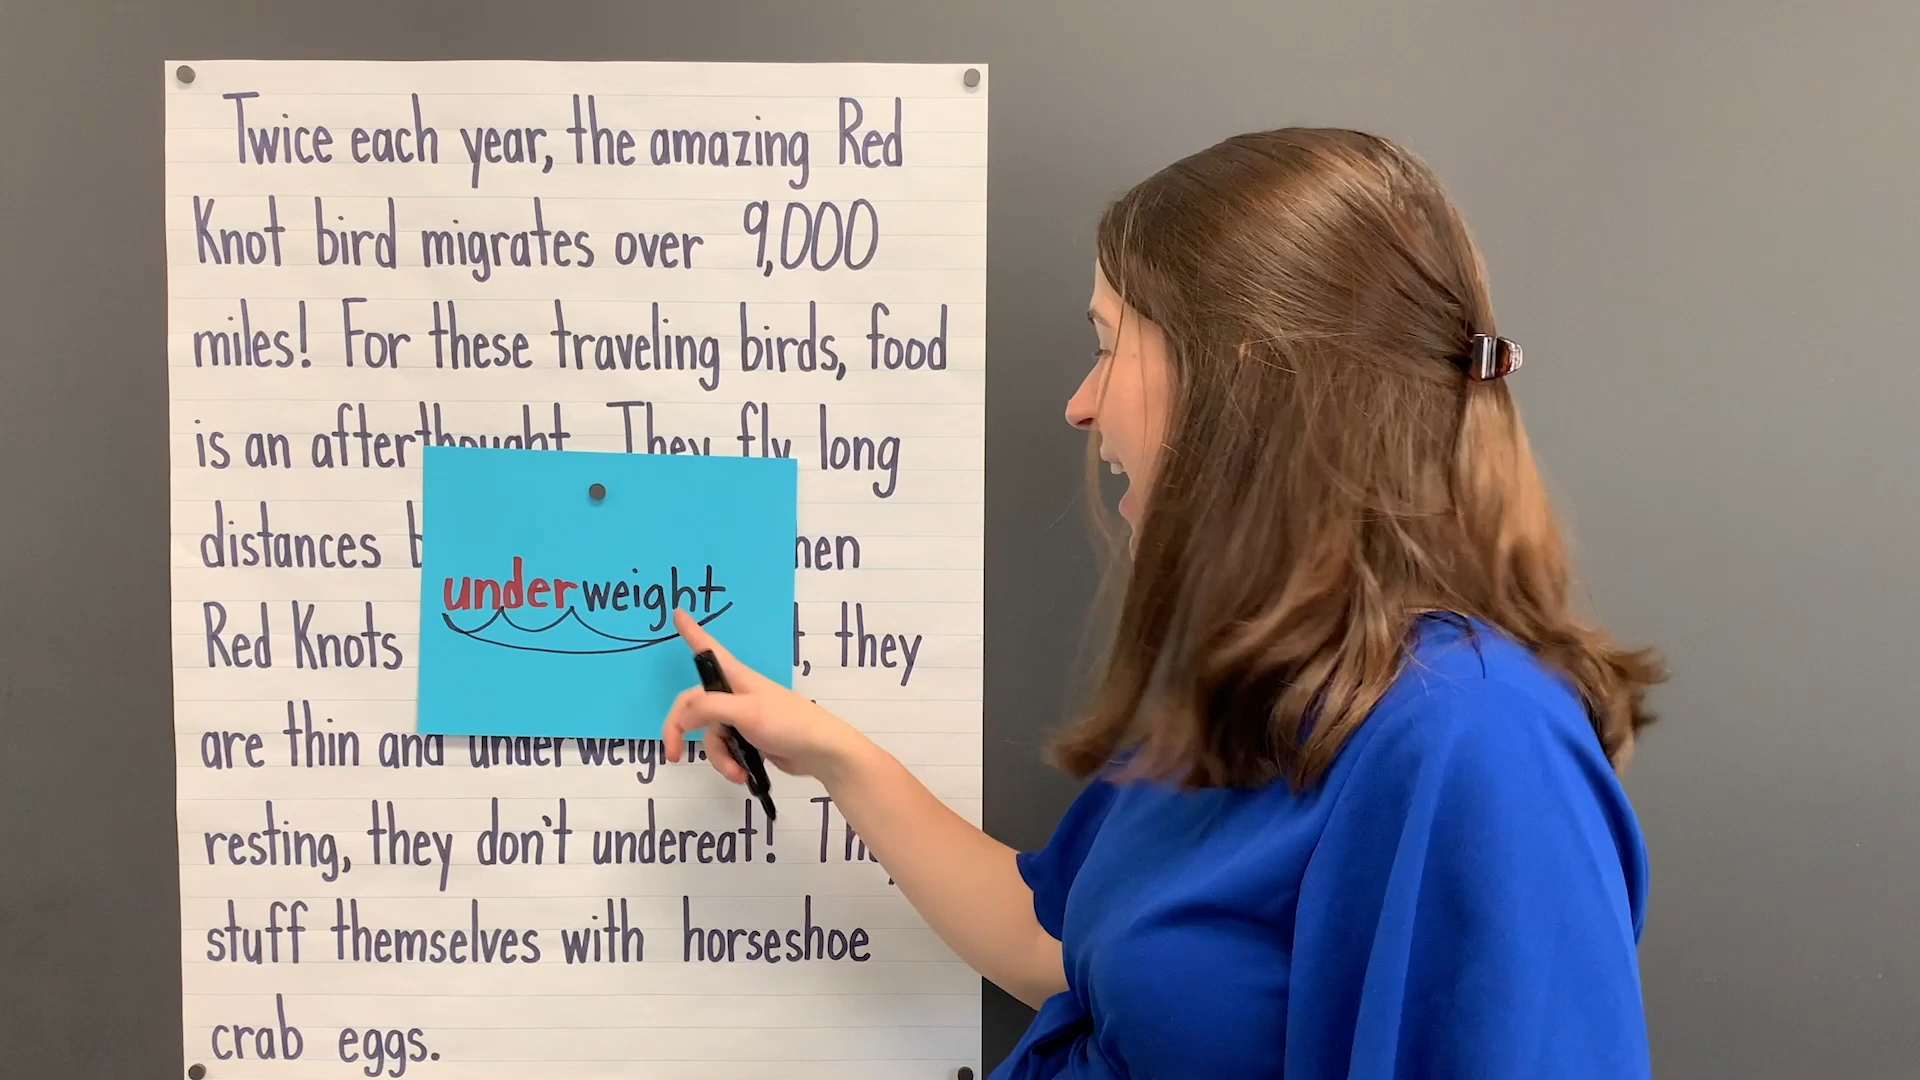 Twice each year, the amazing Red
Knot bird migrates over 9,000
miles! For these traveling birds, food
is an afterthought. They fly long
distances
underweight
Red Knots they
are thin and underweight.
resting, they don't undereat!
stuff themselves with horseshoe
crab eggs.